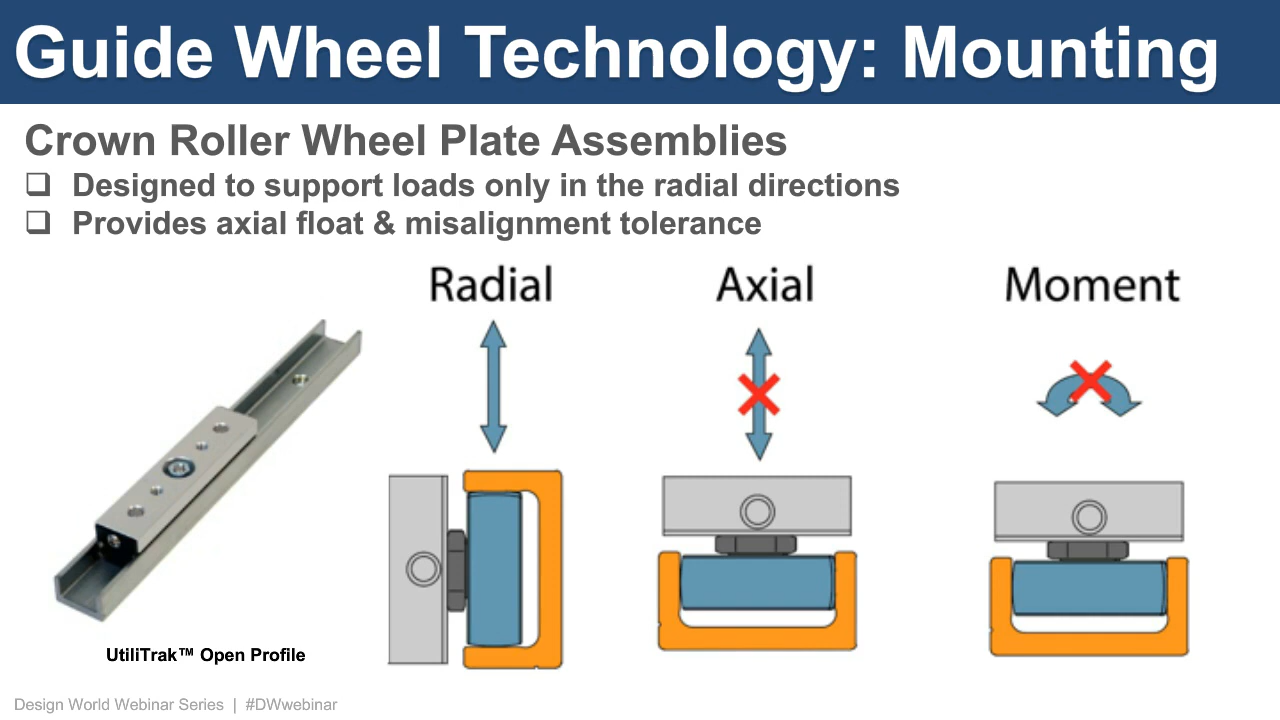 Guide Wheel Technology: Mounting
Crown Roller Wheel Plate Assemblies
❑ Designed to support loads only in the radial directions
❑ Provides axial float & misalignment tolerance
Radial
Axial
Moment
UtiliTrak™ Open Profile
Design World Webinar Series | #DWwebinar